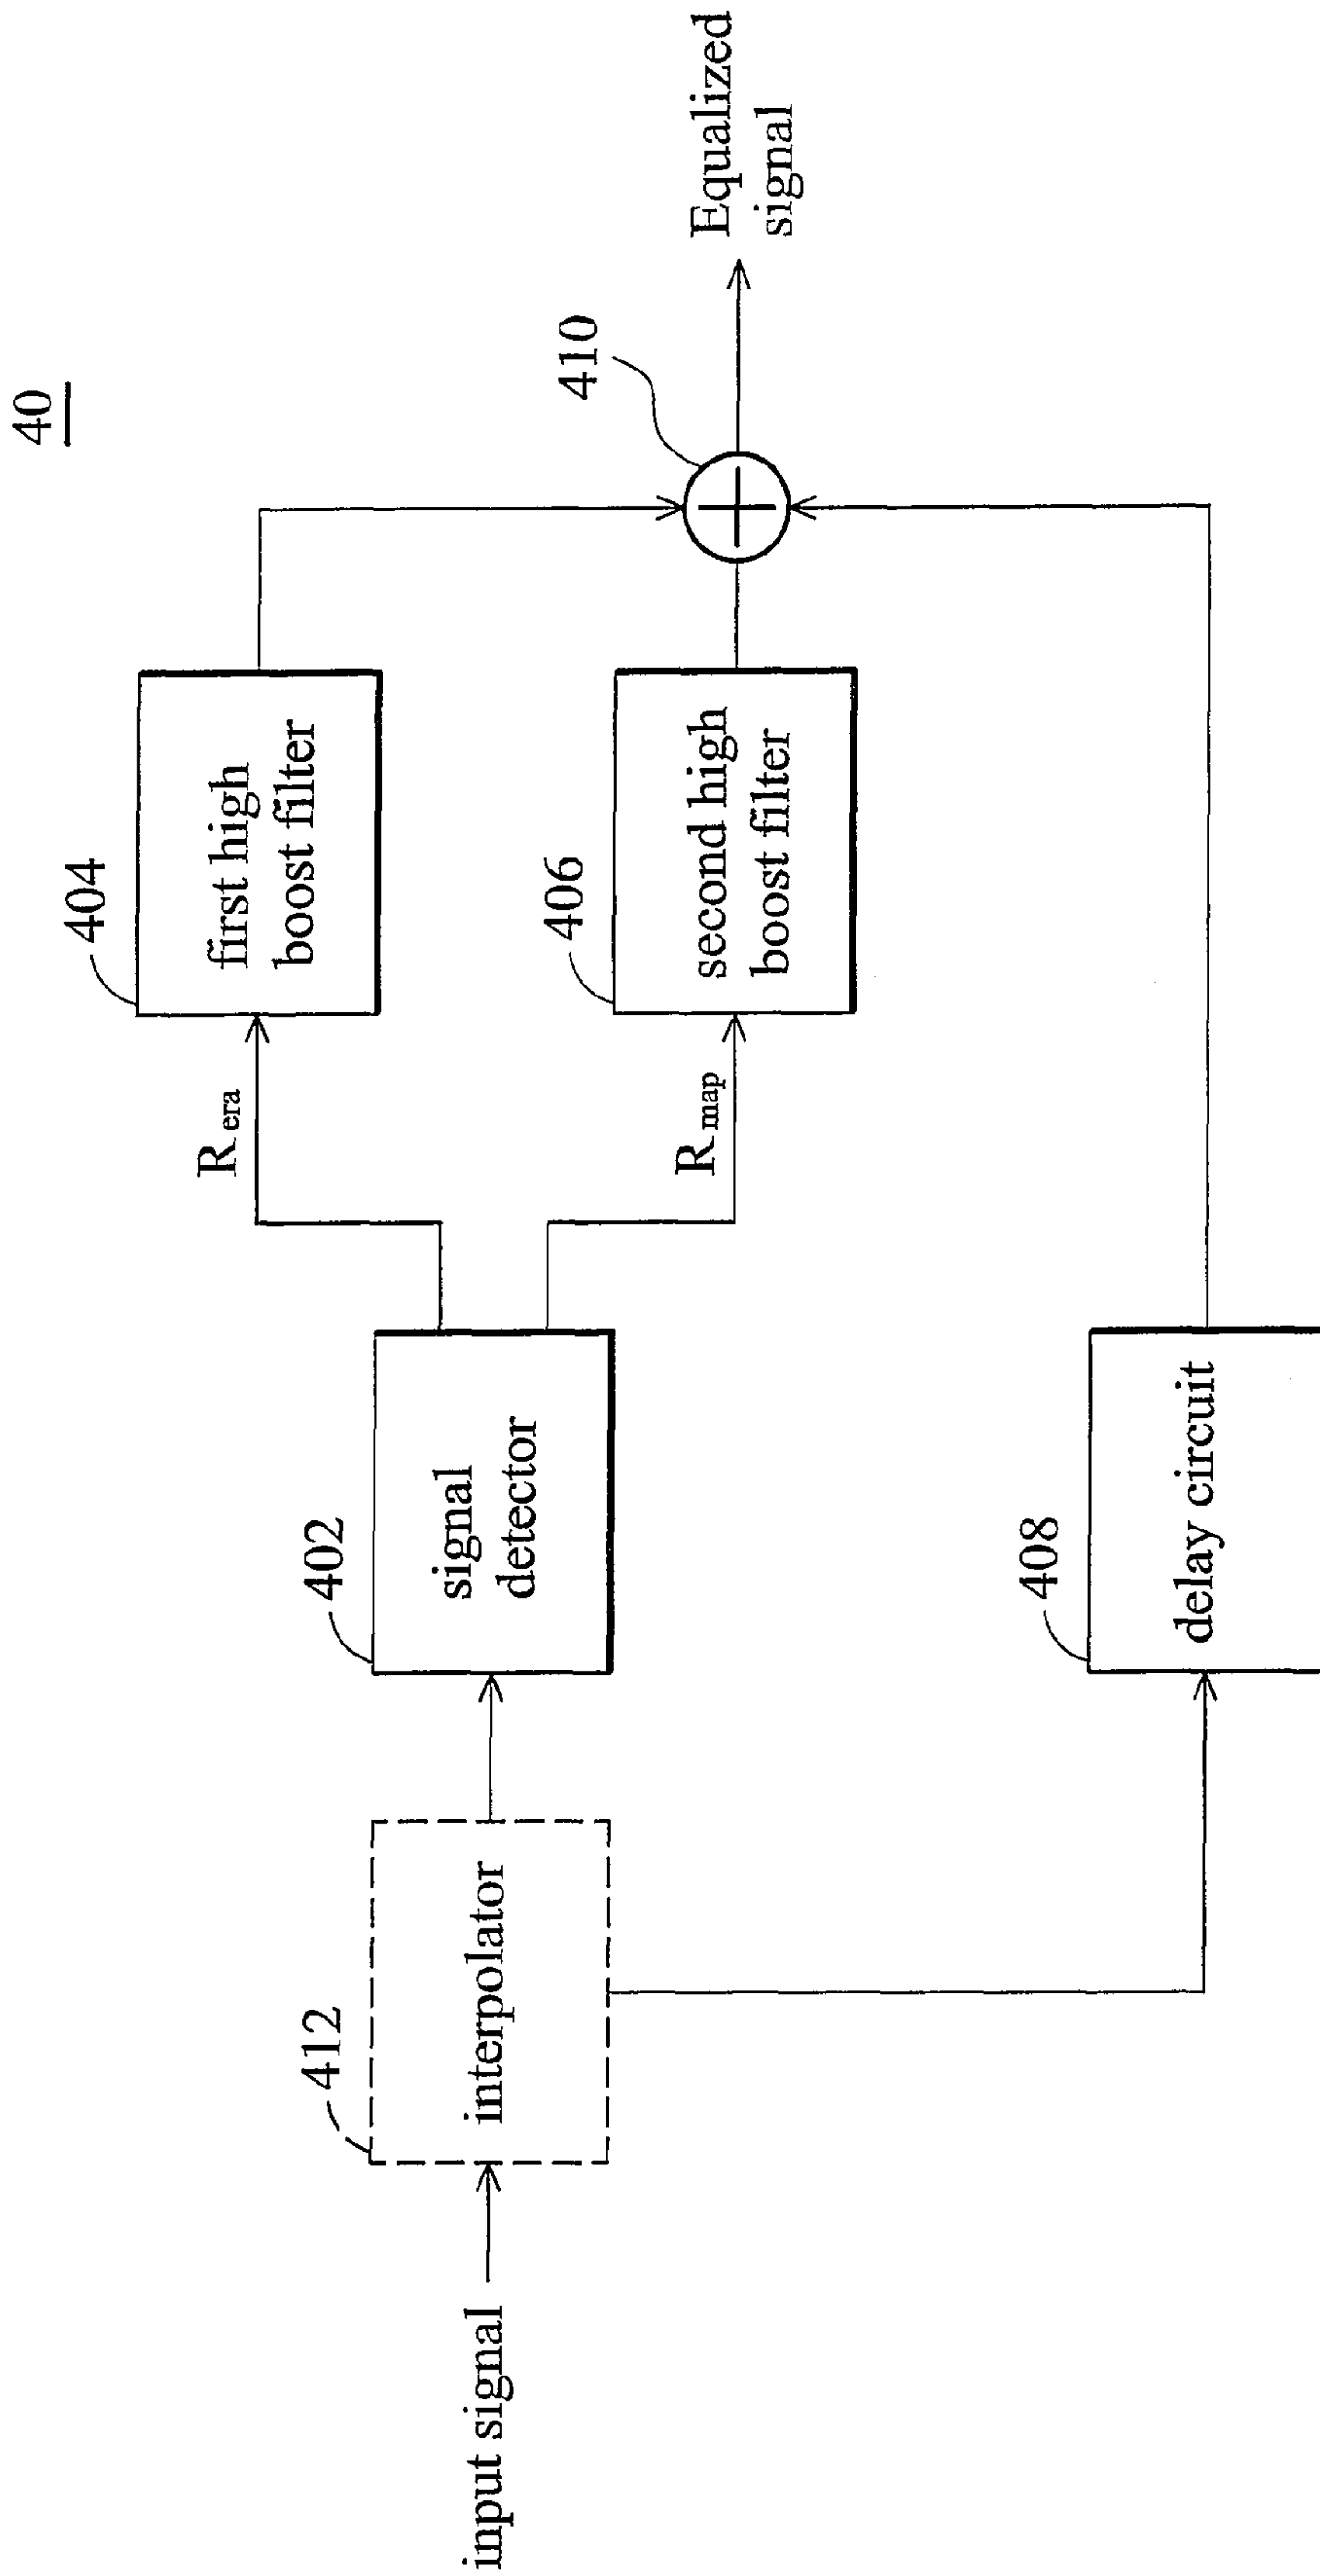 40
input signal
412
interpolator
402
signal
detector
R era
404
first high
boost filter
R map
406
second high
boost filter
408
delay circuit
410
Equalized
signal